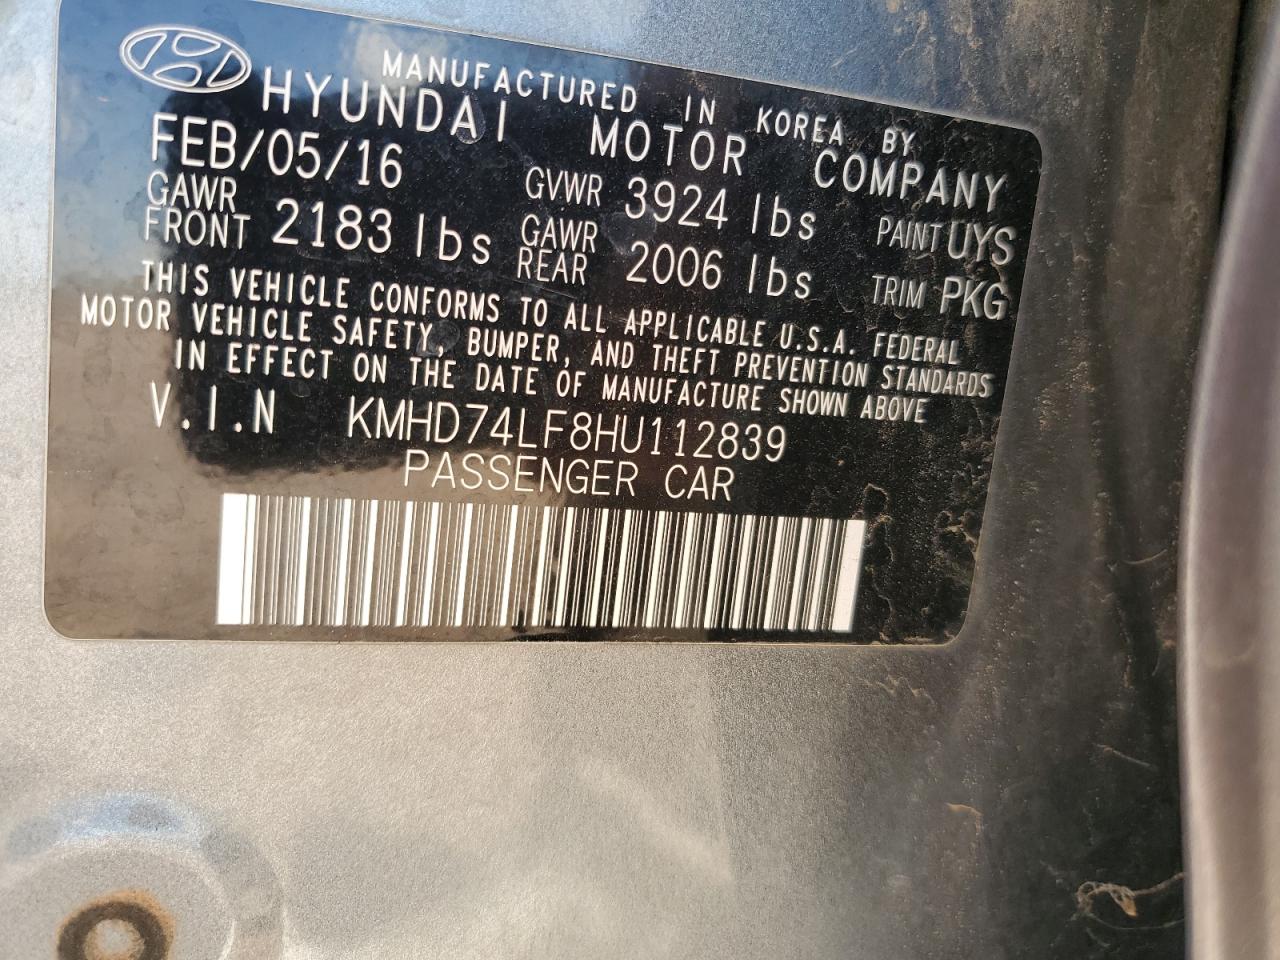 MANUFACTURED IN KOREA BY
HYUNDAI MOTOR COMPANY
FEB/05/16 GVWR 3924 lbs PAINT UYS
GAWR FRONT 2183 lbs GAWR REAR 2006 lbs TRIM PKG
THIS VEHICLE CONFORMS TO ALL APPLICABLE U.S.A. FEDERAL
MOTOR VEHICLE SAFETY, BUMPER, AND THEFT PREVENTION STANDARDS
IN EFFECT ON THE DATE OF MANUFACTURE SHOWN ABOVE
V.I.N KMHD74LF8HU112839
PASSENGER CAR